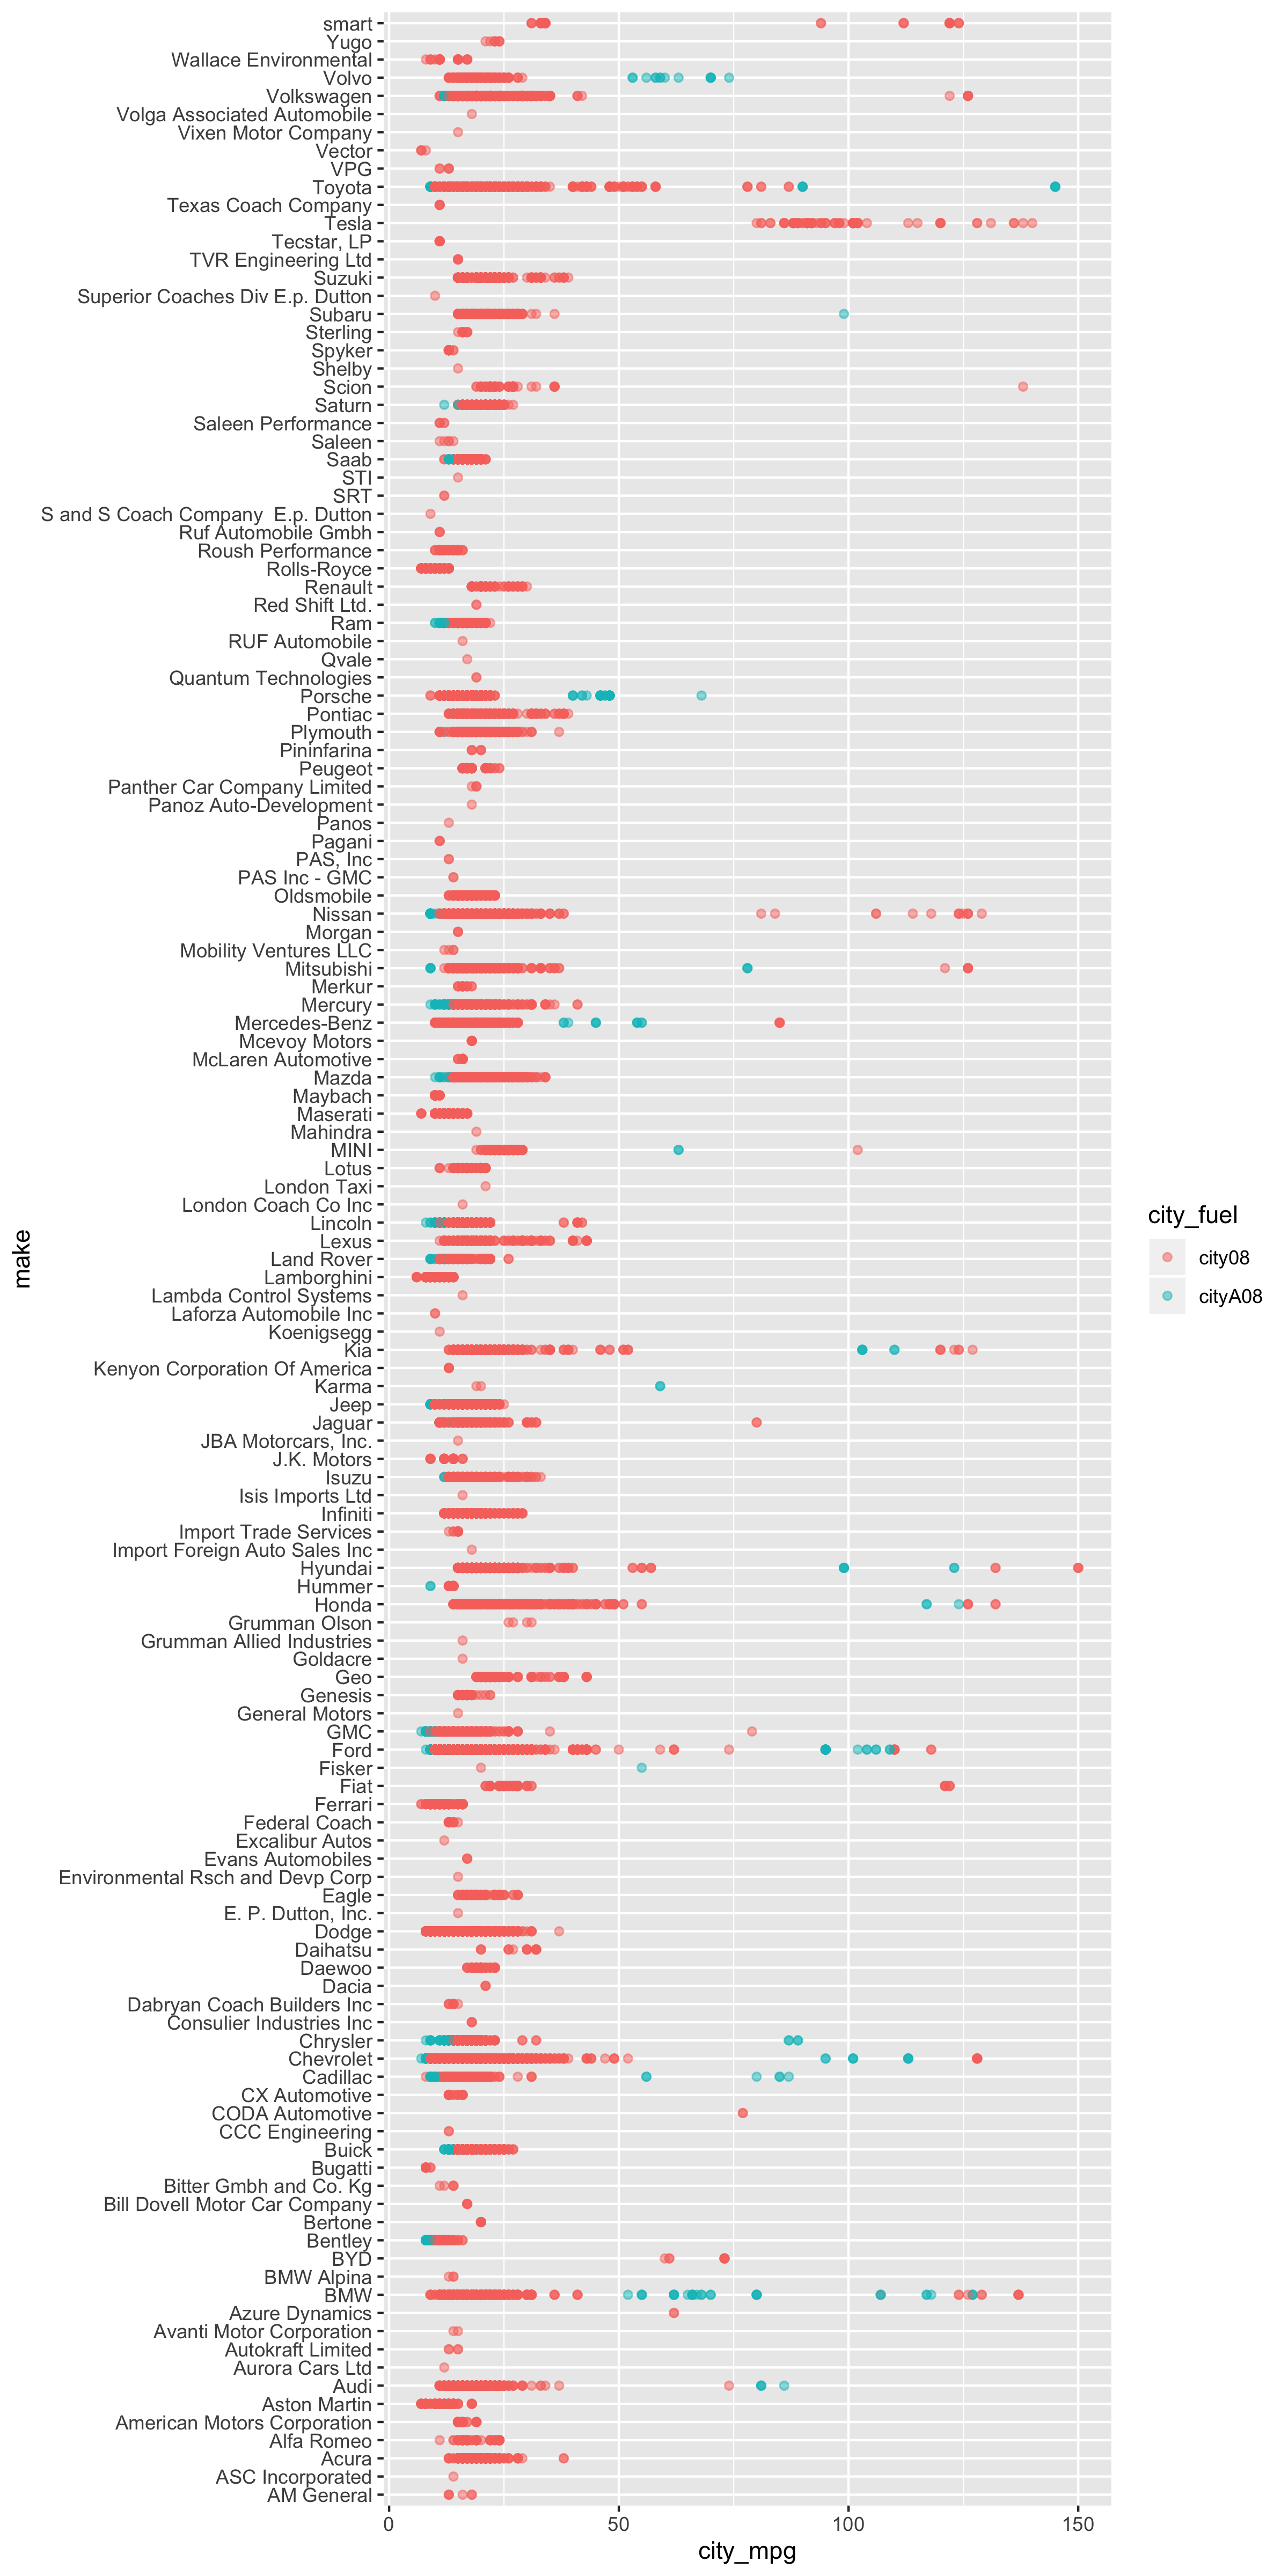 smart
Yugo
Wallace Environmental
Volvo
Volkswagen
Volga Associated Automobile
Vixen Motor Company
Vector
VPG
Toyota
Texas Coach Company
Tesla
Tecstar, LP
TVR Engineering Ltd
Suzuki
Superior Coaches Div E.p. Dutton
Subaru
Sterling
Spyker
Shelby
Scion
Saturn
Saleen Performance
Saleen
Saab
STI
SRT
S and S Coach Company  E.p. Dutton
Ruf Automobile Gmbh
Roush Performance
Rolls-Royce
Renault
Red Shift Ltd.
Ram
RUF Automobile
Qvale
Quantum Technologies
Porsche
Pontiac
Plymouth
Pininfarina
Peugeot
Panther Car Company Limited
Panoz Auto-Development
Panos
Pagani
PAS, Inc
PAS Inc - GMC
Oldsmobile
Nissan
Morgan
Mobility Ventures LLC
Mitsubishi
Merkur
Mercury
Mercedes-Benz
Mcevoy Motors
McLaren Automotive
Mazda
Maybach
Maserati
Mahindra
MINI
Lotus
London Taxi
London Coach Co Inc
Lincoln
Lexus
Land Rover
Lamborghini
Lambda Control Systems
Laforza Automobile Inc
Koenigsegg
Kia
Kenyon Corporation Of America
Karma
Jeep
Jaguar
JBA Motorcars, Inc.
J.K. Motors
Isuzu
Isis Imports Ltd
Infiniti
Import Trade Services
Import Foreign Auto Sales Inc
Hyundai
Hummer
Honda
Grumman Olson
Grumman Allied Industries
Goldacre
Geo
Genesis
General Motors
GMC
Ford
Fisker
Fiat
Ferrari
Federal Coach
Excalibur Autos
Evans Automobiles
Environmental Rsch and Devp Corp
Eagle
E. P. Dutton, Inc.
Dodge
Daihatsu
Daewoo
Dacia
Dabryan Coach Builders Inc
Consulier Industries Inc
Chrysler
Chevrolet
Cadillac
CX Automotive
CODA Automotive
CCC Engineering
Buick
Bugatti
Bitter Gmbh and Co. Kg
Bill Dovell Motor Car Company
Bertone
Bentley
BYD
BMW Alpina
BMW
Azure Dynamics
Avanti Motor Corporation
Autokraft Limited
Aurora Cars Ltd
Audi
Aston Martin
American Motors Corporation
Alfa Romeo
Acura
ASC Incorporated
AM General
0 50 100 150
city_mpg
make
city_fuel
city08
cityA08